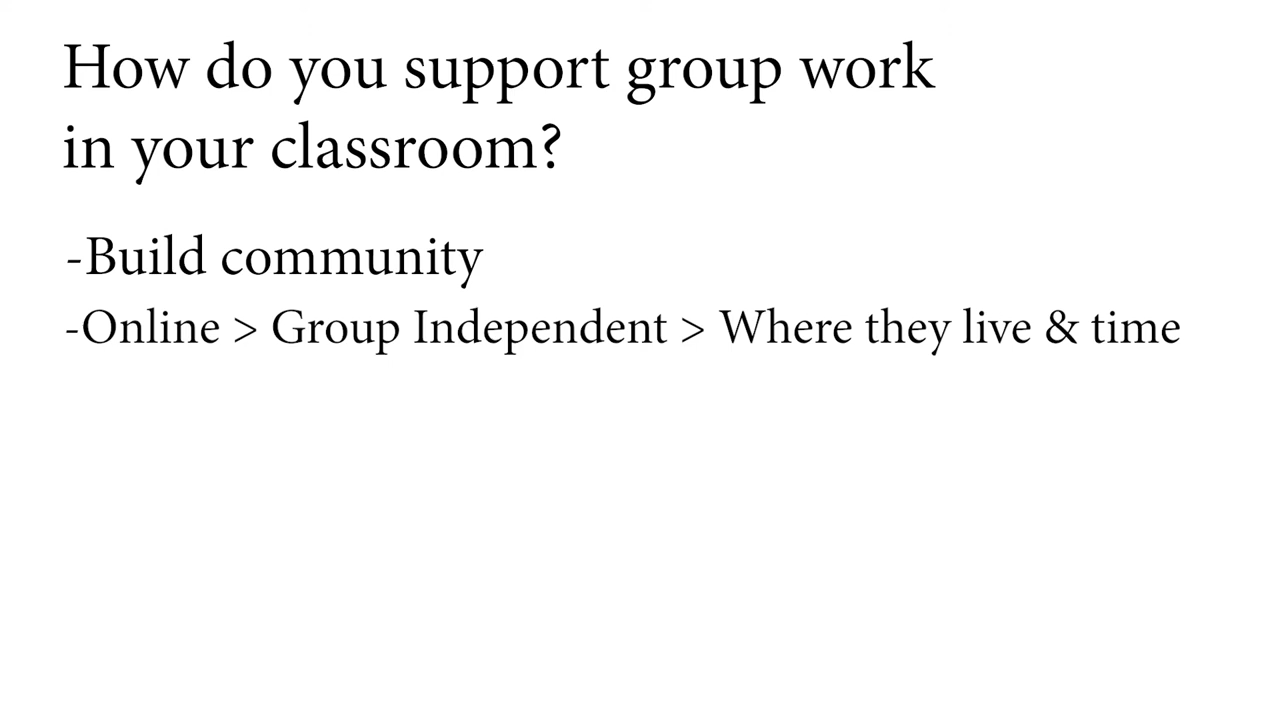 How do you support group work
in your classroom?
-Build community
-Online > Group Independent > Where they live & time